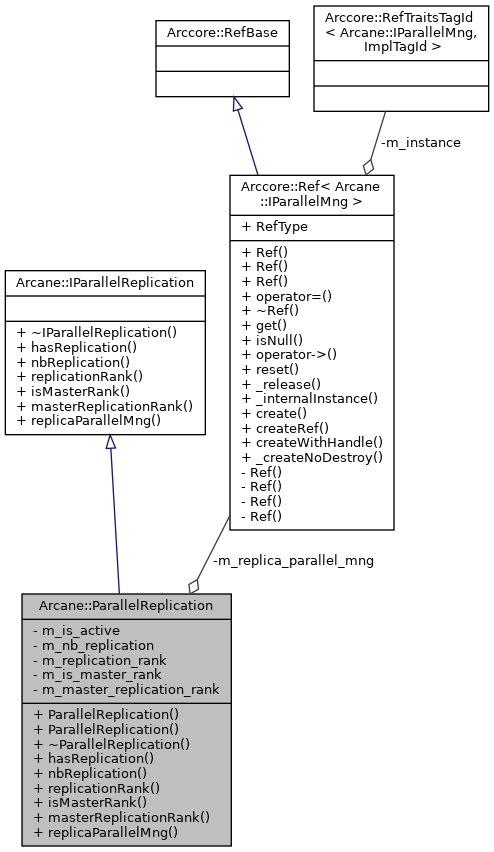 Arccore::RefBase
Arccore::RefTraitsTagId
< Arcane::IParallelMng,
ImplTagId >
-m_instance
Arccore::Ref< Arcane
::IParallelMng >
+ RefType
+ Ref()
+ Ref()
+ Ref()
+ operator=()
+ ~Ref()
+ get()
+ isNull()
+ operator->()
+ reset()
+ _release()
+ _internalInstance()
+ create()
+ createRef()
+ createWithHandle()
+ _createNoDestroy()
- Ref()
- Ref()
- Ref()
- Ref()
Arcane::IParallelReplication
+ ~IParallelReplication()
+ hasReplication()
+ nbReplication()
+ replicationRank()
+ isMasterRank()
+ masterReplicationRank()
+ replicaParallelMng()
-m_replica_parallel_mng
Arcane::ParallelReplication
- m_is_active
- m_nb_replication
- m_replication_rank
- m_is_master_rank
- m_master_replication_rank
+ ParallelReplication()
+ ParallelReplication()
+ ~ParallelReplication()
+ hasReplication()
+ nbReplication()
+ replicationRank()
+ isMasterRank()
+ masterReplicationRank()
+ replicaParallelMng()